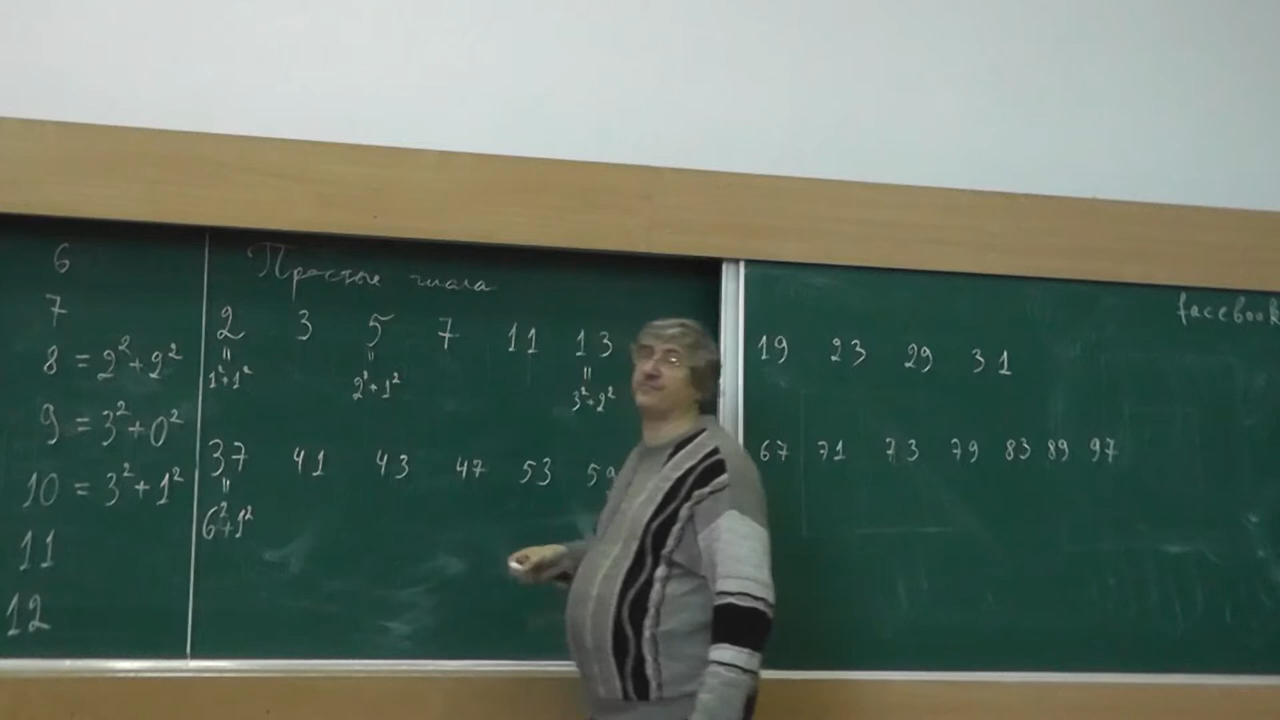 6
7
8 = 2² + 2²
9 = 3² + 0²
10 = 3² + 1²
11
12
Простые числа
2 3 5 7 11 13 19 23 29 31
= = =
1²+1² 2²+1² 3²+2²
37 41 43 47 53 59 67 71 73 79 83 89 97
=
6²+1²
facebook